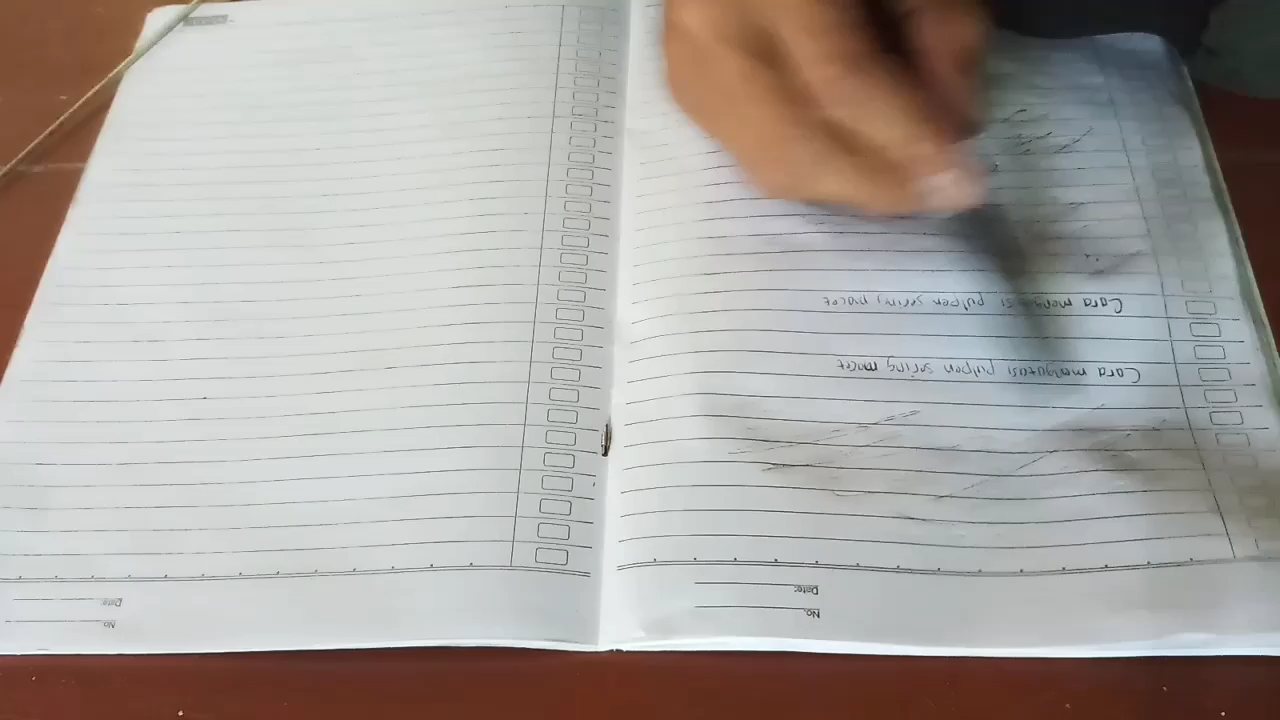 No.
Date:
Cara mengatasi pulpen sering macet
Cara pulpen sering macet
No.
Date: